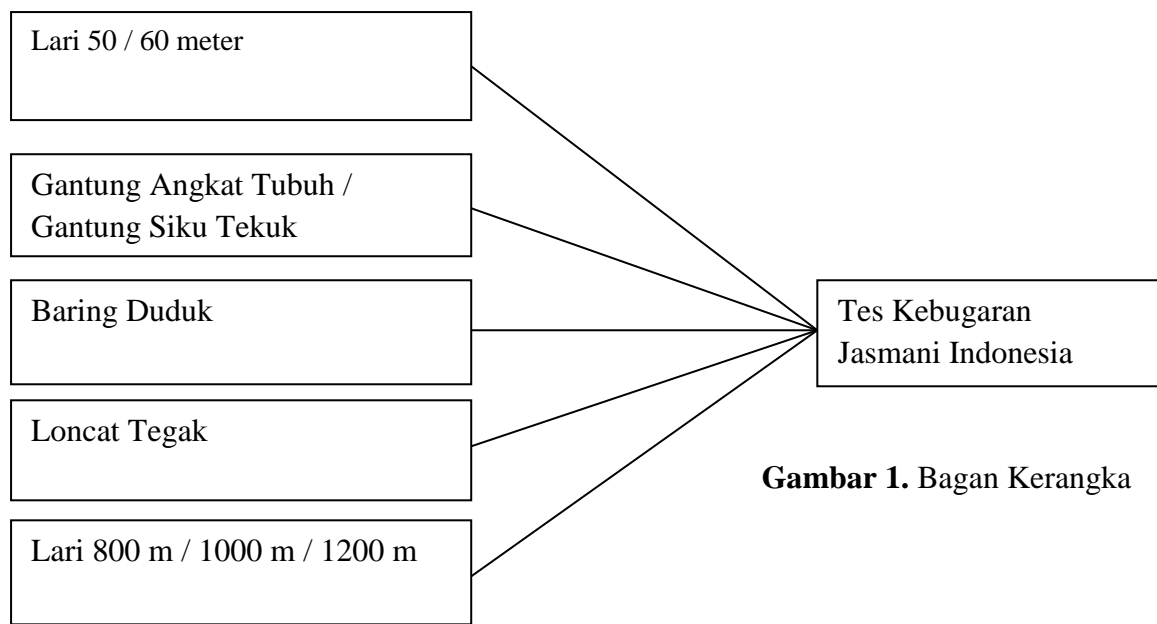 Lari 50 / 60 meter
Gantung Angkat Tubuh /
Gantung Siku Tekuk
Baring Duduk
Loncat Tegak
Lari 800 m / 1000 m / 1200 m
Tes Kebugaran
Jasmani Indonesia
Gambar 1. Bagan Kerangka